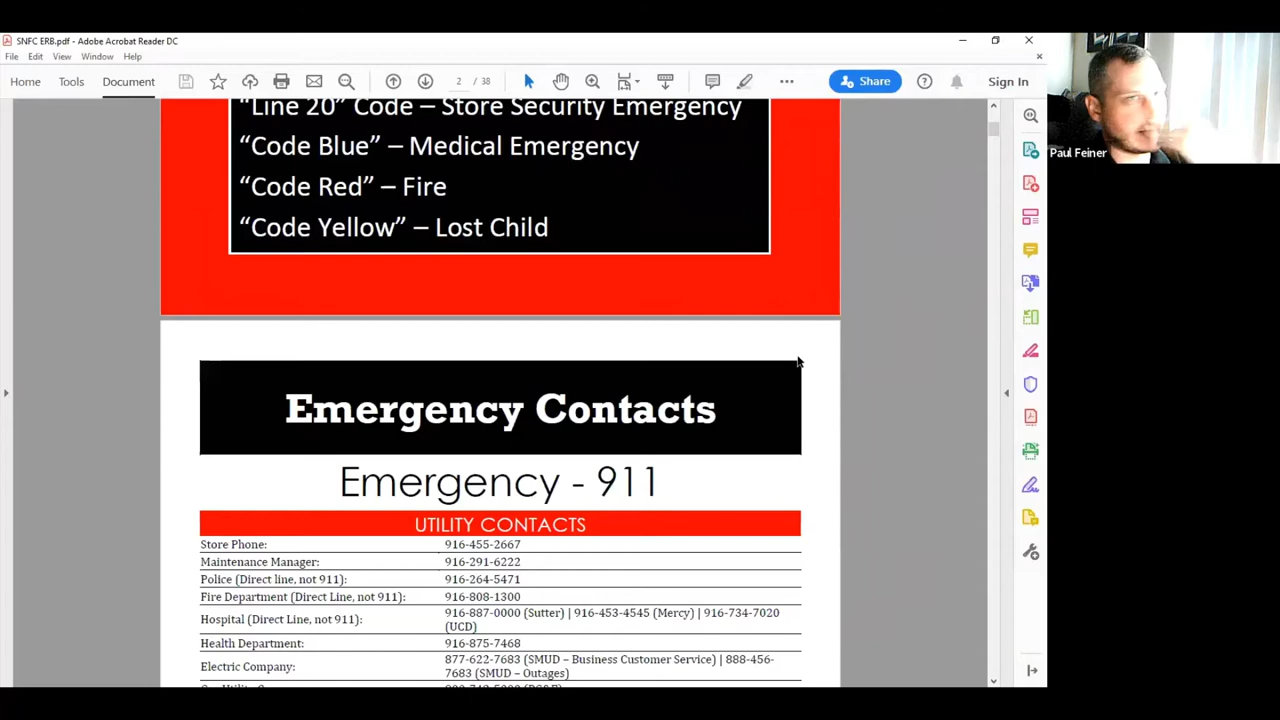 SNFC ERB.pdf - Adobe Acrobat Reader DC
File Edit View Window Help
Home Tools Document 2 / 38 Share Sign In
Paul Feiner
“Line 20” Code – Store Security Emergency
“Code Blue” – Medical Emergency
“Code Red” – Fire
“Code Yellow” – Lost Child
Emergency Contacts
Emergency - 911
UTILITY CONTACTS
Store Phone: 916-455-2667
Maintenance Manager: 916-291-6222
Police (Direct line, not 911): 916-264-5471
Fire Department (Direct Line, not 911): 916-808-1300
Hospital (Direct Line, not 911): 916-887-0000 (Sutter) | 916-453-4545 (Mercy) | 916-734-7020
(UCD)
Health Department: 916-875-7468
Electric Company: 877-622-7683 (SMUD – Business Customer Service) | 888-456-
7683 (SMUD – Outages)